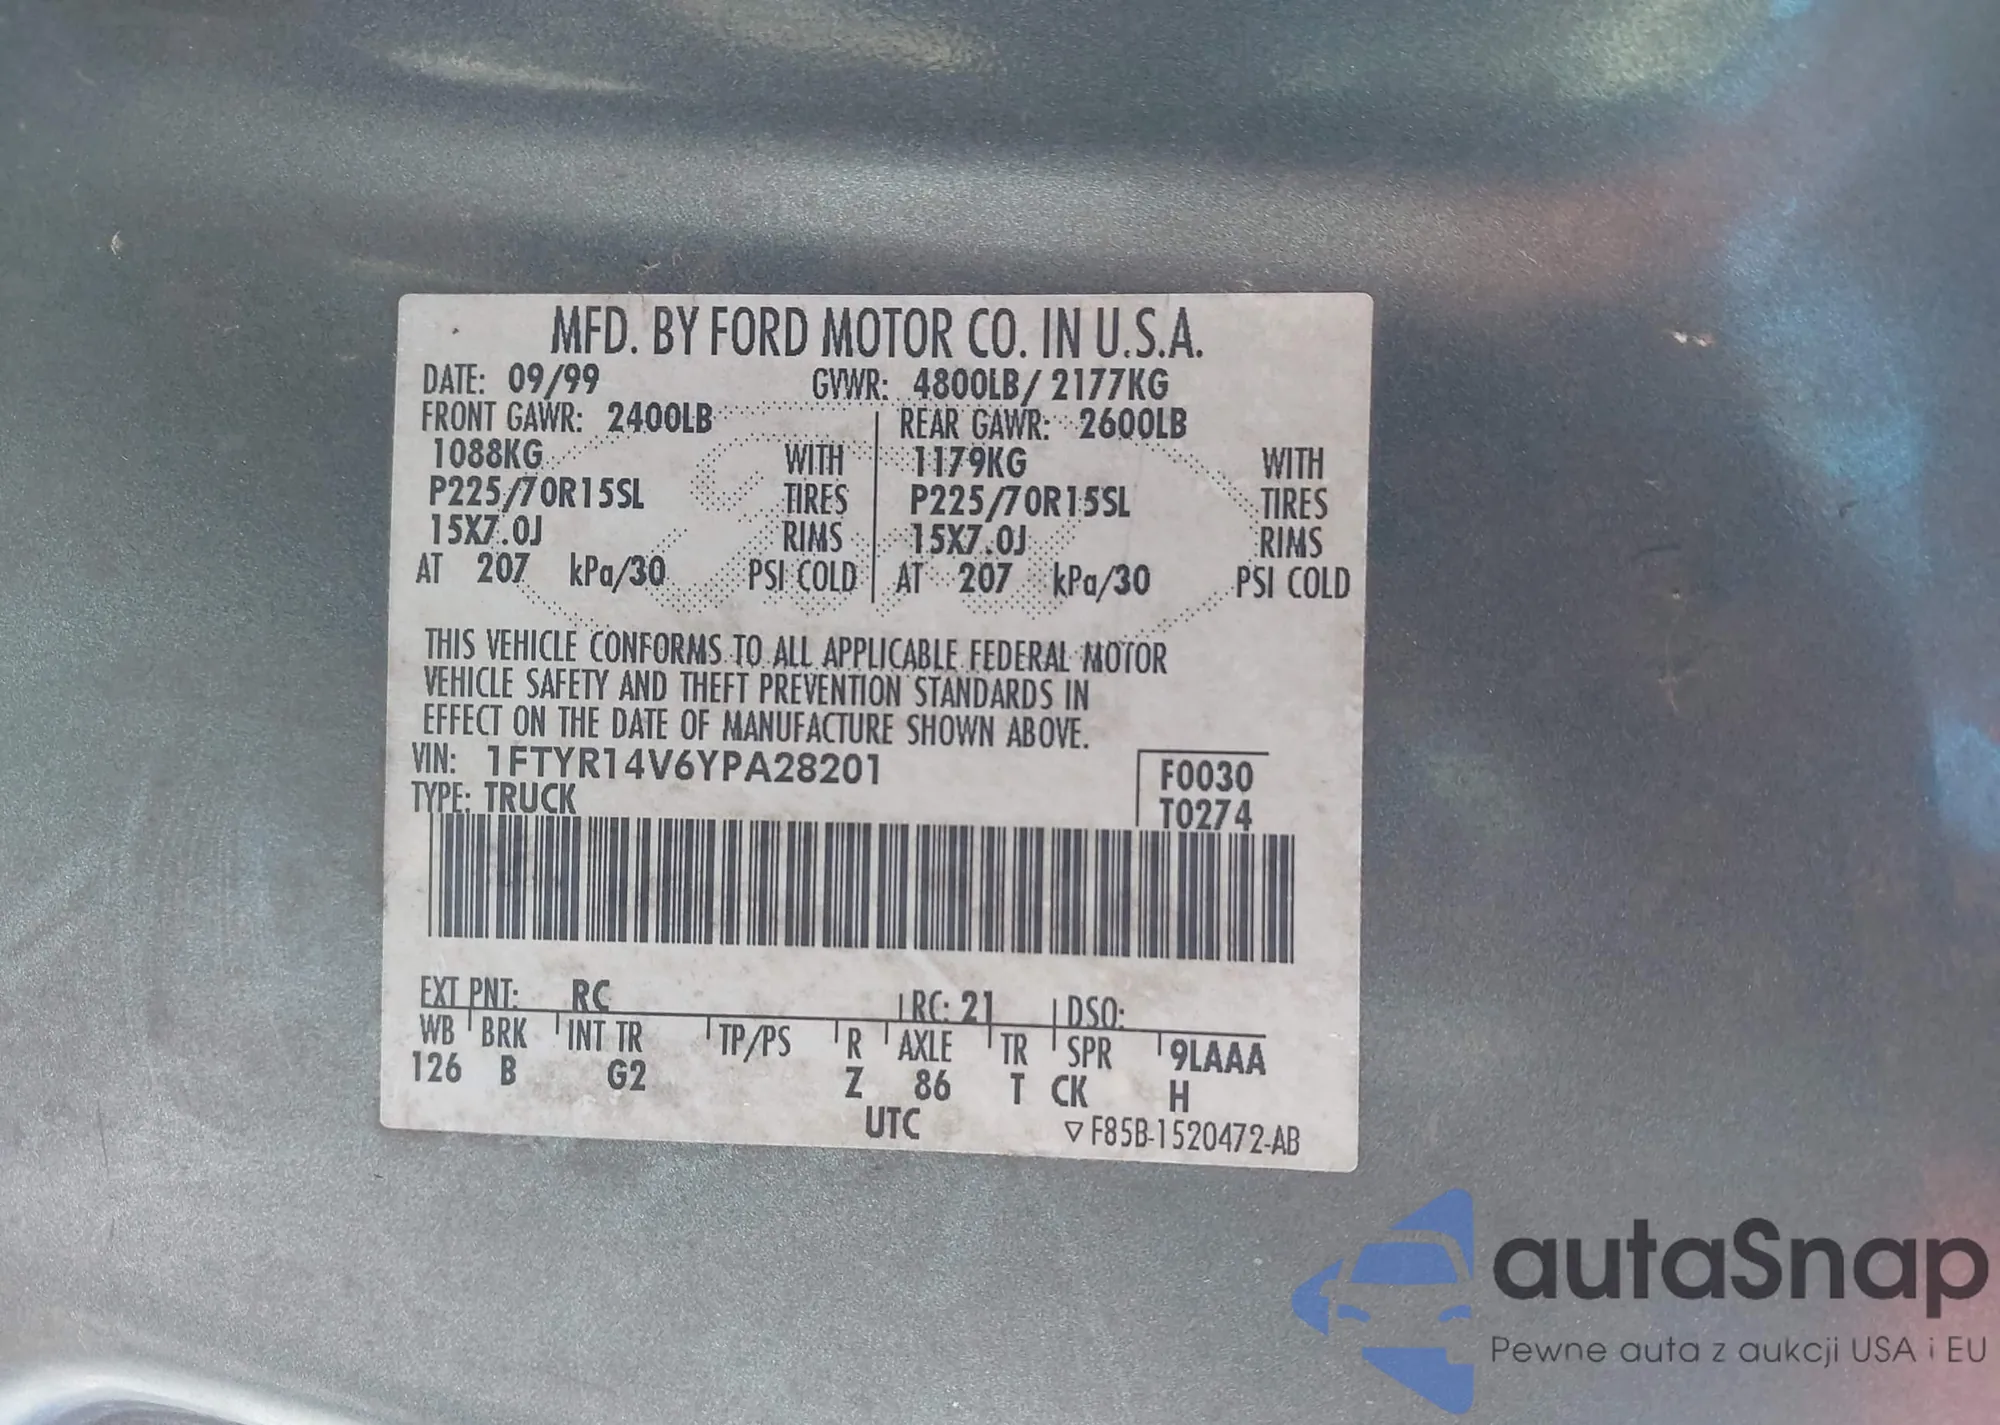 MFD. BY FORD MOTOR CO. IN U.S.A.
DATE: 09/99 GVWR: 4800LB/ 2177KG
FRONT GAWR: 2400LB REAR GAWR: 2600LB
1088KG WITH 1179KG WITH
P225/70R15SL TIRES P225/70R15SL TIRES
15X7.0J RIMS 15X7.0J RIMS
AT 207 kPa/30 PSI COLD AT 207 kPa/30 PSI COLD
THIS VEHICLE CONFORMS TO ALL APPLICABLE FEDERAL MOTOR
VEHICLE SAFETY AND THEFT PREVENTION STANDARDS IN
EFFECT ON THE DATE OF MANUFACTURE SHOWN ABOVE.
VIN: 1FTYR14V6YPA28201 F0030
TYPE: TRUCK T0274
EXT PNT: RC RC: 21 DSO:
WB BRK INT TR TP/PS R AXLE TR SPR 9LAAA
126 B G2 Z 86 T CK H
UTC ▽ F85B-1520472-AB
autaSnap
Pewne auta z aukcji USA i EU